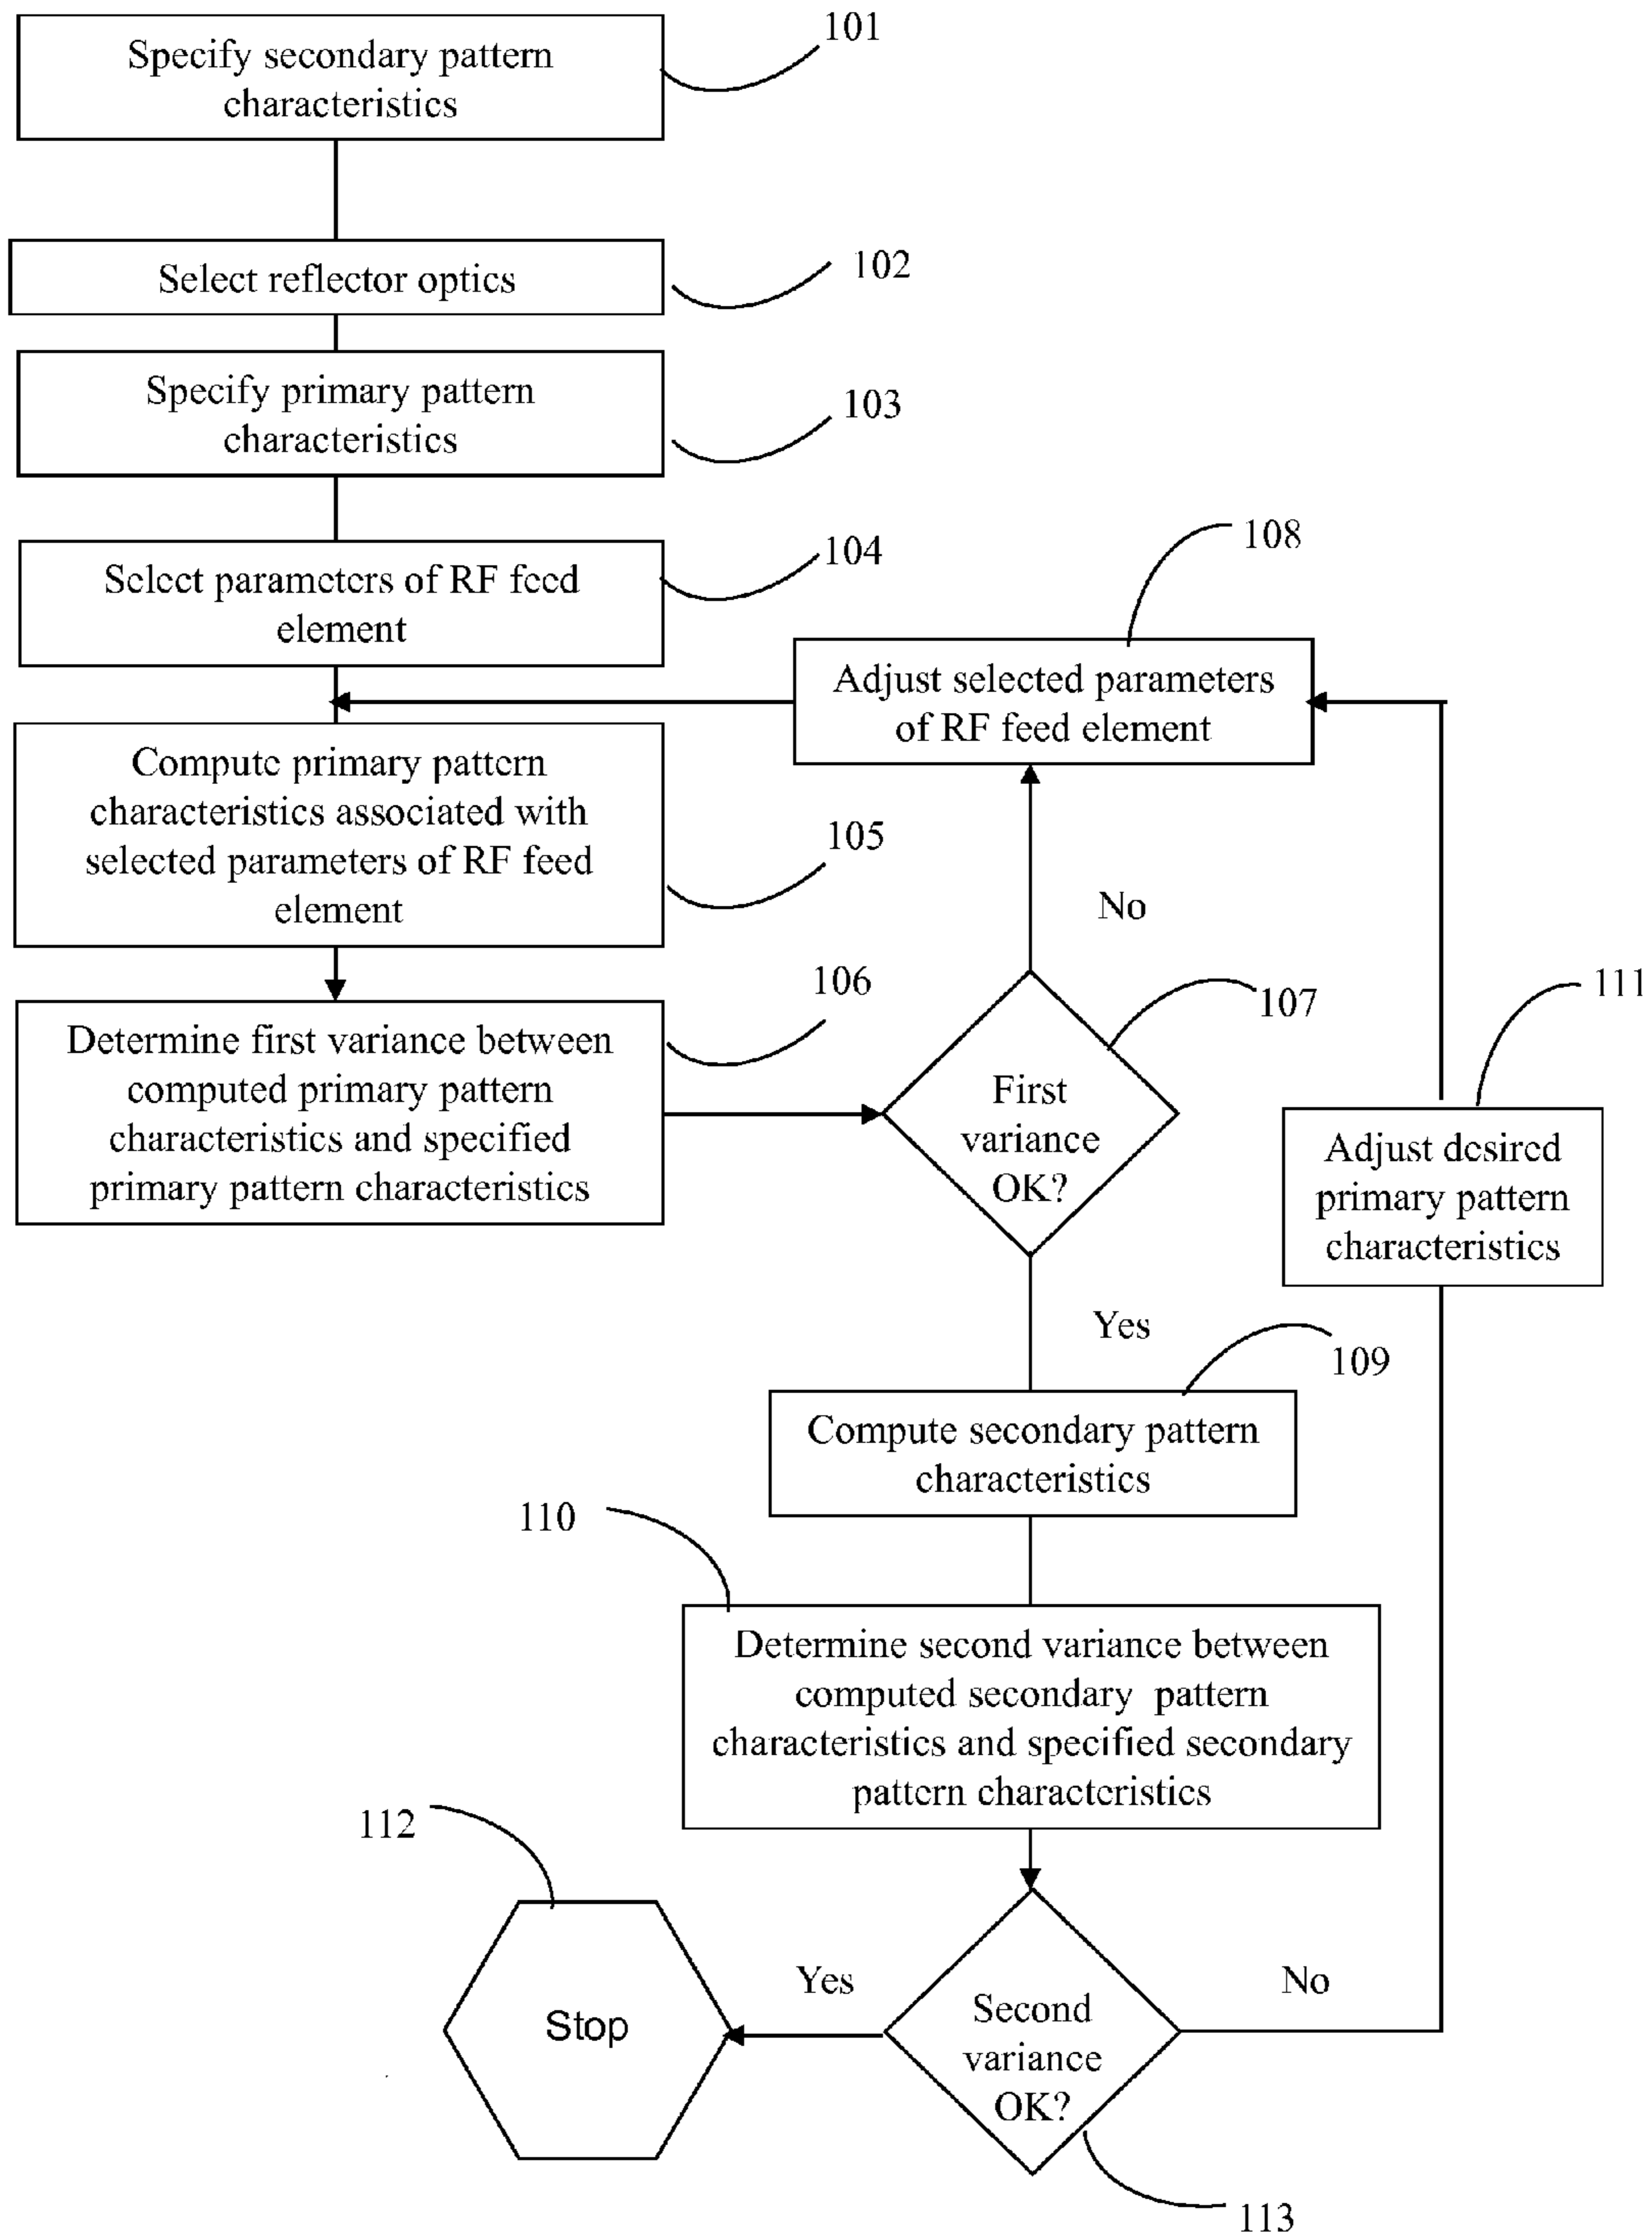 101
Specify secondary pattern
characteristics
102
Select reflector optics
103
Specify primary pattern
characteristics
104
Select parameters of RF feed
element
108
Adjust selected parameters
of RF feed element
105
Compute primary pattern
characteristics associated with
selected parameters of RF feed
element
No
106
Determine first variance between
computed primary pattern
characteristics and specified
primary pattern characteristics
107
First
variance
OK?
111
Adjust desired
primary pattern
characteristics
Yes
109
Compute secondary pattern
characteristics
110
Determine second variance between
computed secondary pattern
characteristics and specified secondary
pattern characteristics
112
Stop
Yes
Second
variance
OK?
No
113